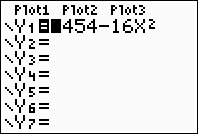 Plot1 Plot2 Plot3
\Y1=454-16X²
\Y2=
\Y3=
\Y4=
\Y5=
\Y6=
\Y7=